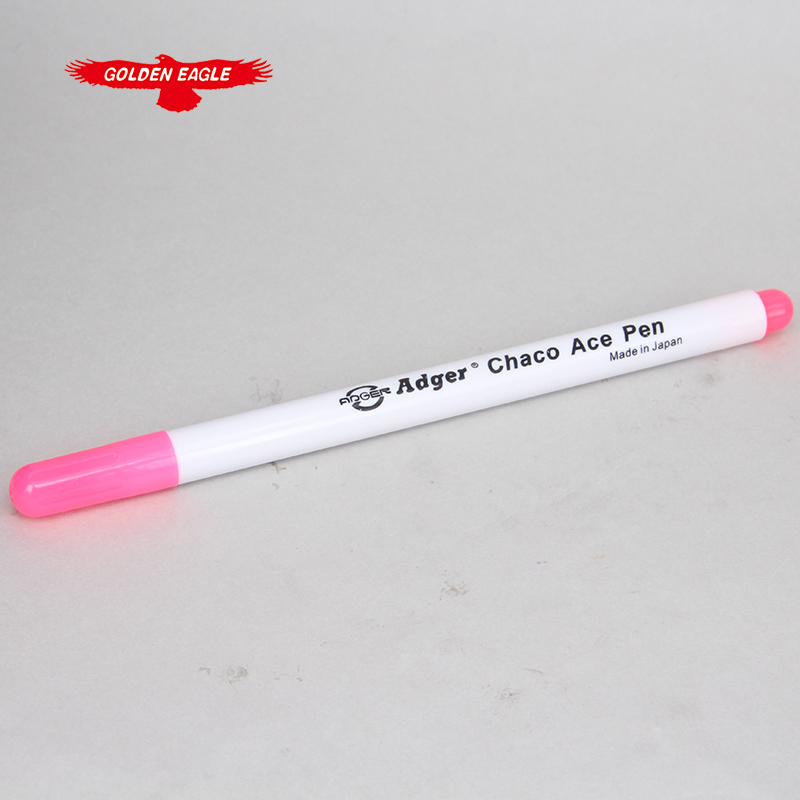 GOLDEN EAGLE
ADGER Adger® Chaco Ace Pen
Made in Japan